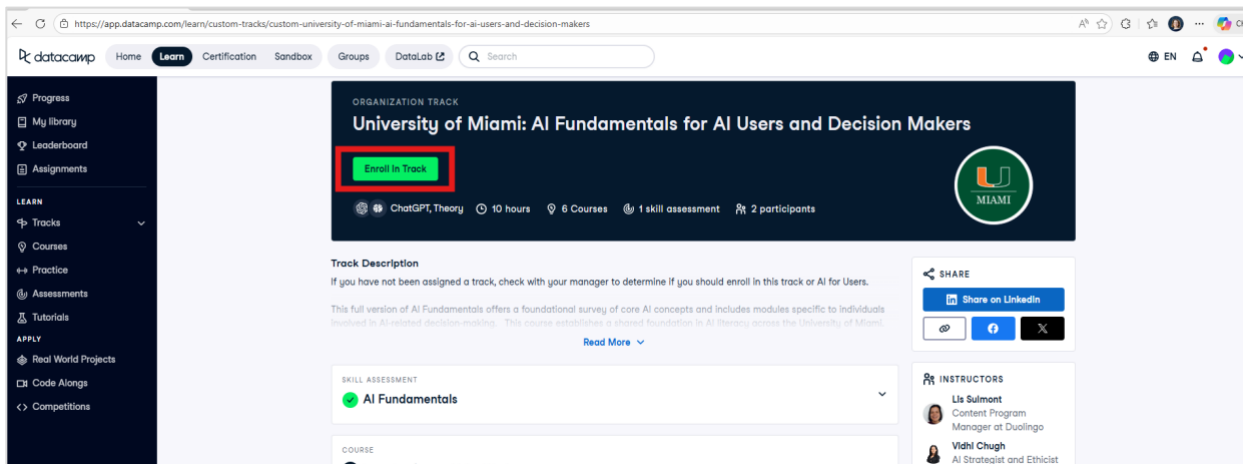 https://app.datacamp.com/learn/custom-tracks/custom-university-of-miami-ai-fundamentals-for-ai-users-and-decision-makers
datacamp Home Learn Certification Sandbox Groups DataLab Search EN
Progress
My library
Leaderboard
Assignments
LEARN
Tracks
Courses
Practice
Assessments
Tutorials
APPLY
Real World Projects
Code Alongs
Competitions
ORGANIZATION TRACK
University of Miami: AI Fundamentals for AI Users and Decision Makers
Enroll In Track
ChatGPT, Theory 10 hours 6 Courses 1 skill assessment 2 participants
U
MIAMI
Track Description
If you have not been assigned a track, check with your manager to determine if you should enroll in this track or AI for Users.
This full version of AI Fundamentals offers a foundational survey of core AI concepts and includes modules specific to individuals
involved in AI-related decision-making. This course establishes a shared foundation in AI literacy across the University of Miami.
Read More
SKILL ASSESSMENT
AI Fundamentals
COURSE
SHARE
Share on LinkedIn
INSTRUCTORS
Lis Sulmont
Content Program
Manager at Duolingo
Vidhi Chugh
AI Strategist and Ethicist